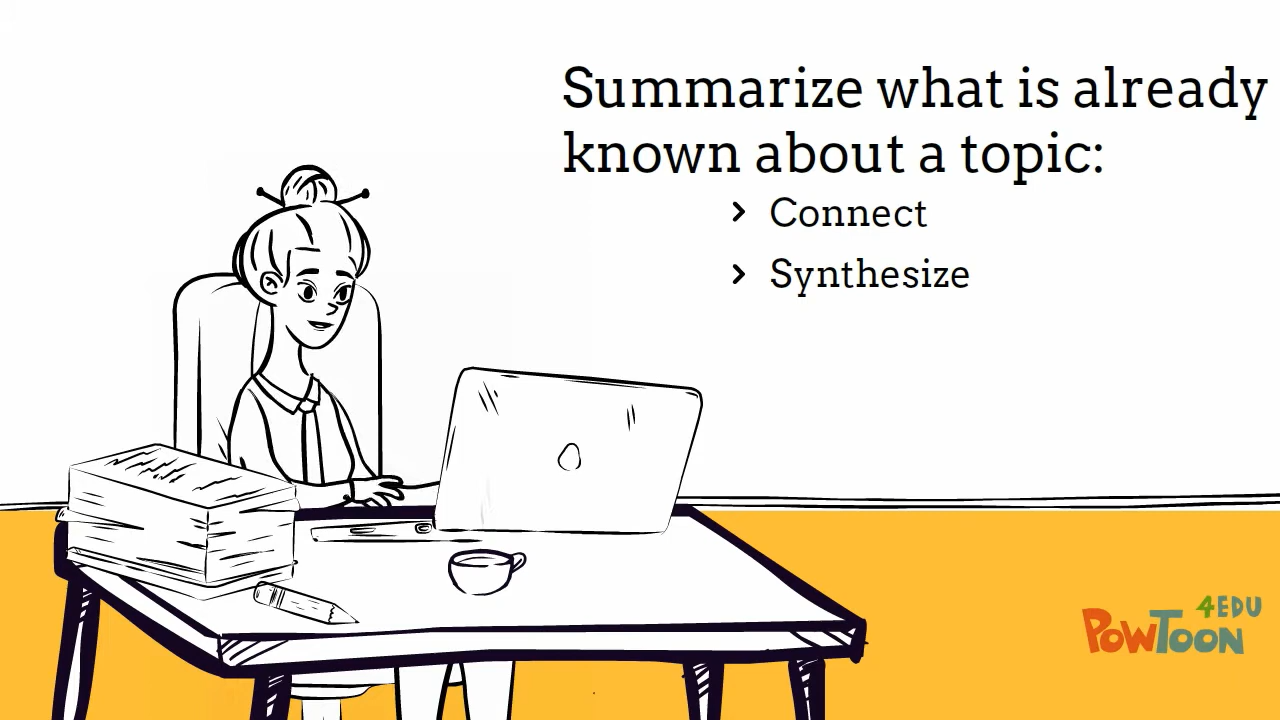 Summarize what is already
known about a topic:
Connect
Synthesize
4EDU
POWTOON